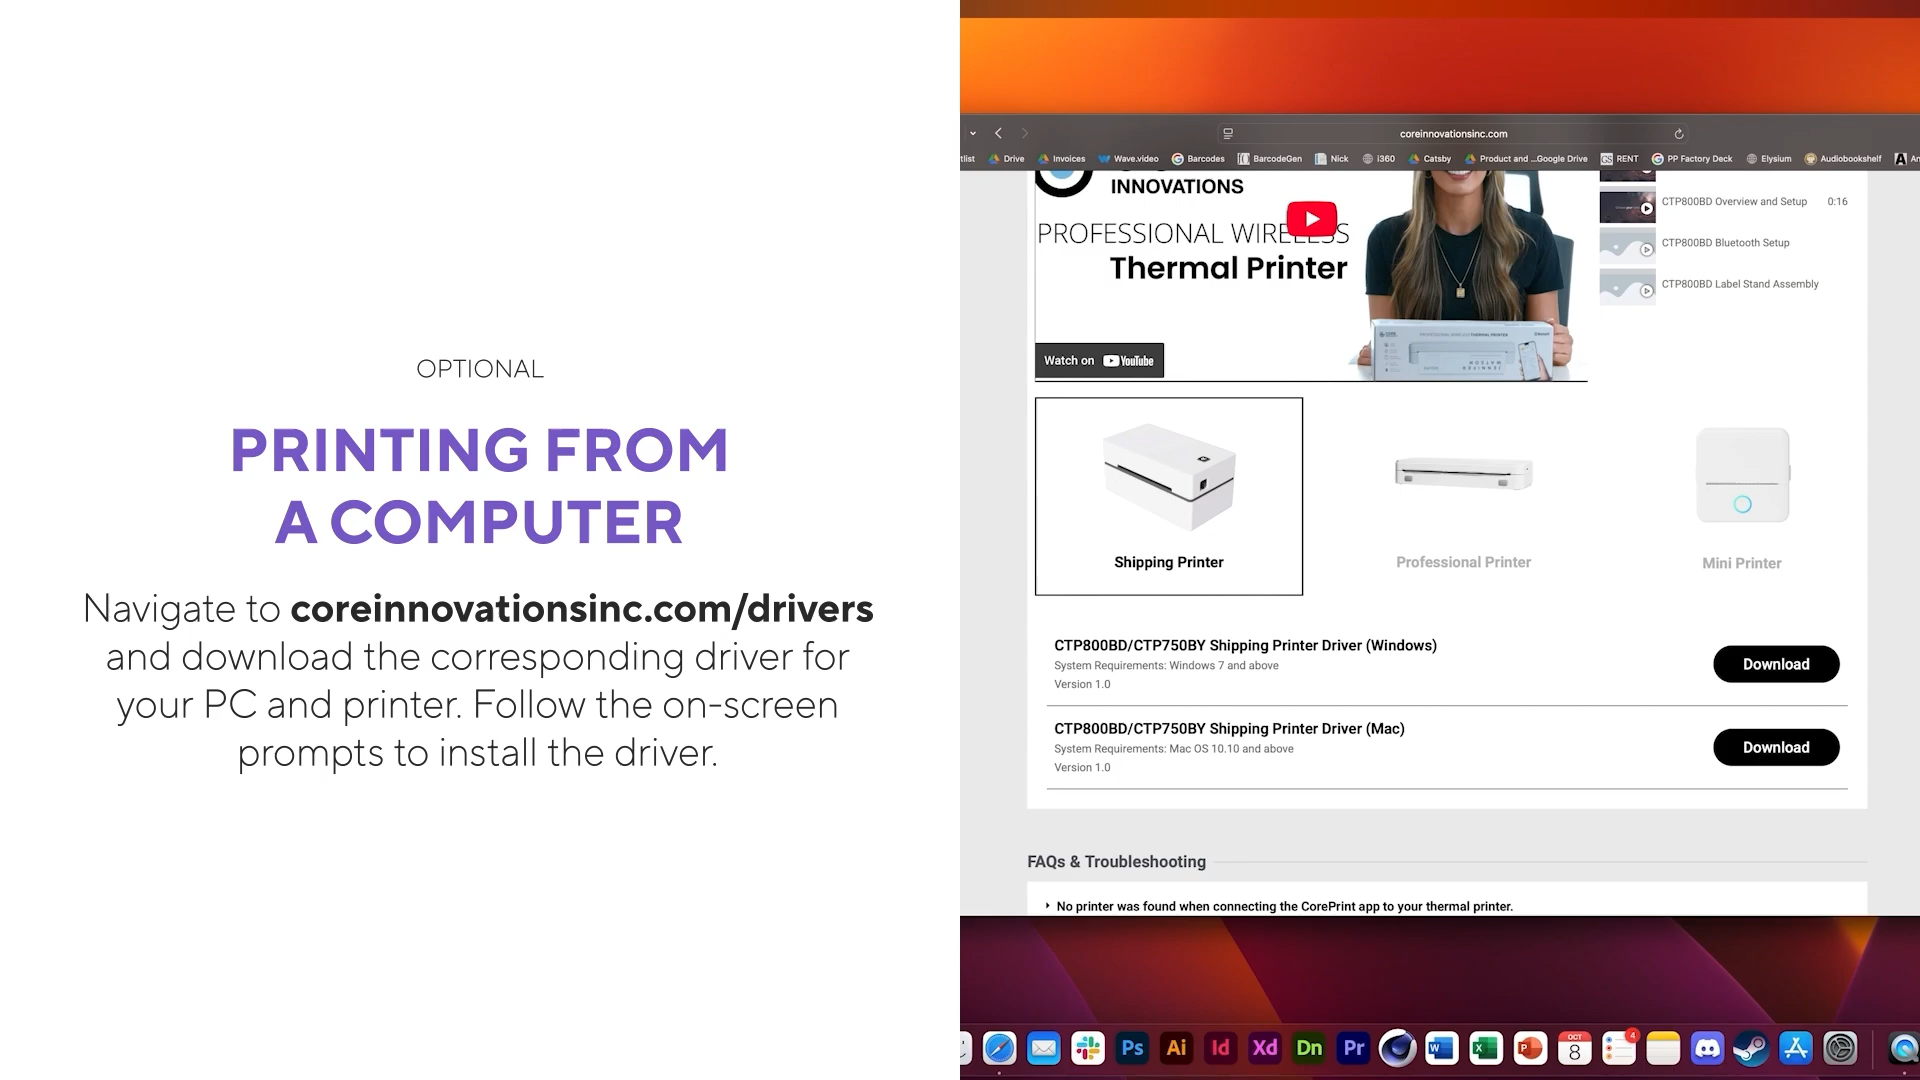 OPTIONAL
PRINTING FROM
A COMPUTER
Navigate to coreinnovationsinc.com/drivers
and download the corresponding driver for
your PC and printer. Follow the on-screen
prompts to install the driver.
coreinnovationsinc.com
tlist Drive Invoices Wave.video Barcodes BarcodeGen Nick i360 Catsby Product and ...Google Drive RENT PP Factory Deck Elysium Audiobookshelf
INNOVATIONS
PROFESSIONAL WIRELESS
Thermal Printer
Watch on YouTube
CTP800BD Overview and Setup 0:16
CTP800BD Bluetooth Setup
CTP800BD Label Stand Assembly
Shipping Printer
Professional Printer
Mini Printer
CTP800BD/CTP750BY Shipping Printer Driver (Windows)
System Requirements: Windows 7 and above
Version 1.0
Download
CTP800BD/CTP750BY Shipping Printer Driver (Mac)
System Requirements: Mac OS 10.10 and above
Version 1.0
Download
FAQs & Troubleshooting
No printer was found when connecting the CorePrint app to your thermal printer.
Ps Ai Id Xd Dn Pr W X P OCT 8 4